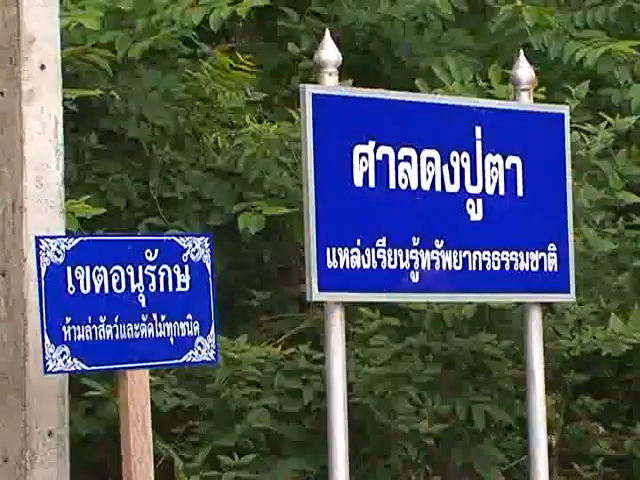 ศาลดงปู่ตา
แหล่งเรียนรู้ทรัพยากรธรรมชาติ
เขตอนุรักษ์
ห้ามล่าสัตว์และตัดไม้ทุกชนิด